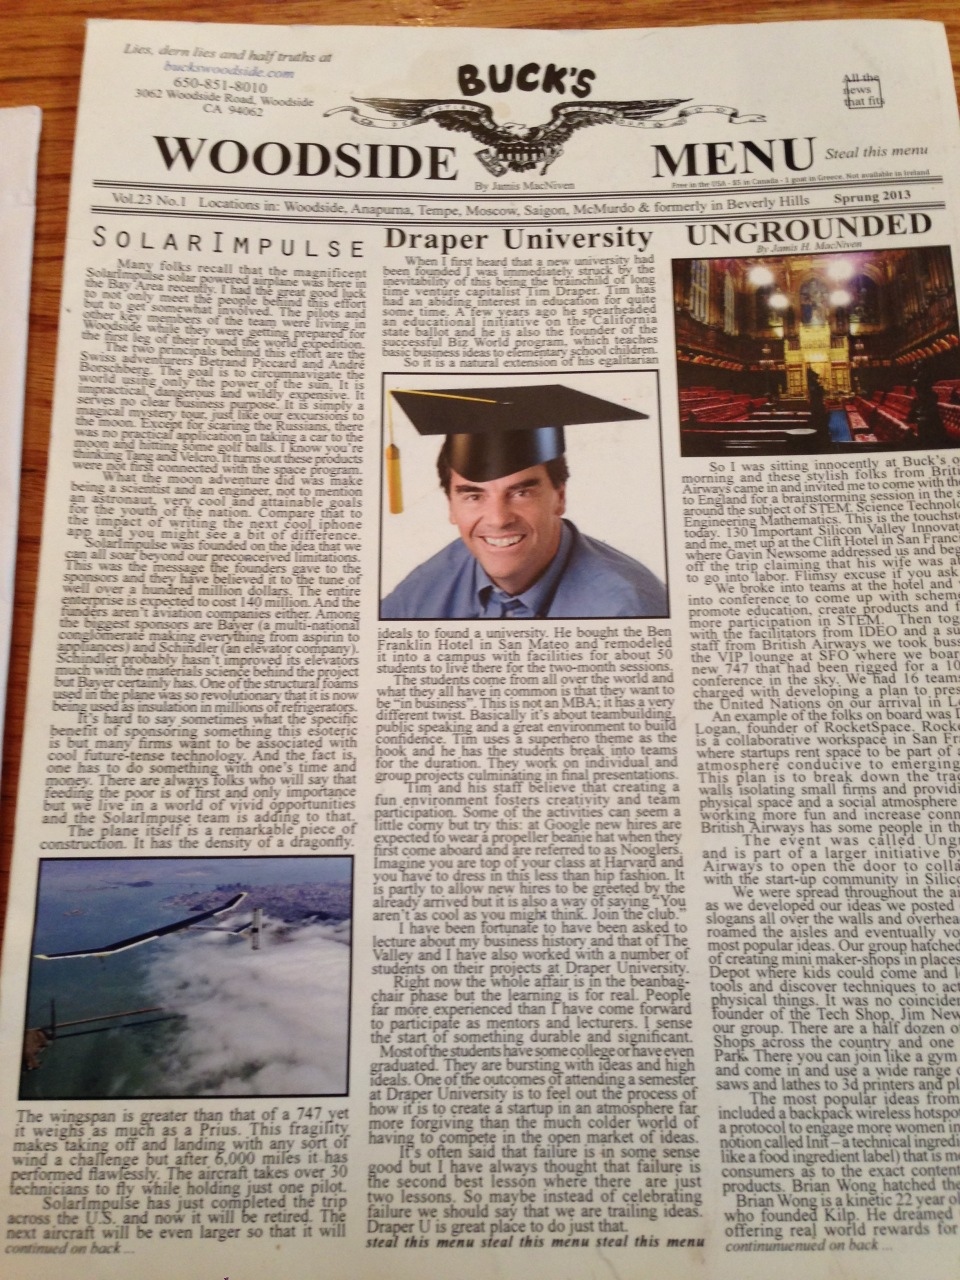 Lies, dern lies and half truths at
buckswoodside.com
650-851-8010
3062 Woodside Road, Woodside
CA 94062
BUCK'S
All the
news
that fits
WOODSIDE MENU
Steal this menu
By Jamis MacNiven
Free in the USA - $5 in Canada - 1 goat in Greece. Not available in Ireland
Vol.23 No.1 Locations in: Woodside, Anapurna, Tempe, Moscow, Saigon, McMurdo & formerly in Beverly Hills Sprung 2013
SOLARIMPULSE
Many folks recall that the magnificent
SolarImpulse solar powered airplane was here in
the Bay Area recently. I had the great good luck
to not only meet the people behind this effort
but to get somewhat involved. The pilots and
other key members of the team were living in
Woodside while they were getting prepared for
the first leg of their round the world expedition.
The two principals behind this effort are the
Swiss adventurers Betrand Piccard and André
Borschberg. The goal is to circumnavigate the
world using only the power of the sun. It is
impractical, dangerous and wildly expensive. It
serves no clear business purpose. It is simply a
magical mystery tour, just like our excursions to
the moon. Except for scaring the Russians, there
was no practical application in taking a car to the
moon and hitting some golf balls. I know you're
thinking Tang and Velcro. It turns out these products
were not first connected with the space program.
What the moon adventure did was make
being a scientist and an engineer, not to mention
an astronaut, very cool and attainable goals
for the youth of the nation. Compare that to
the impact of writing the next cool iphone
app and you might see a bit of difference.
SolarImpulse was founded on the idea that we
can all soar beyond our preconceived limitations.
This was the message the founders gave to the
sponsors and they have believed it to the tune of
well over a hundred million dollars. The entire
enterprise is expected to cost 140 million. And the
funders aren't aviation companies either. Among
the biggest sponsors are Bayer (a multi-national
conglomerate making everything from aspirin to
appliances) and Schindler (an elevator company).
Schindler probably hasn't improved its elevators
much with the materials science behind the project
but Bayer certainly has. One of the structural foams
used in the plane was so revolutionary that it is now
being used as insulation in millions of refrigerators.
It's hard to say sometimes what the specific
benefit of sponsoring something this esoteric
is but many firms want to be associated with
cool future-tense technology. And the fact is,
one has to do something with one's time and
money. There are always folks who will say that
feeding the poor is of first and only importance
but we live in a world of vivid opportunities
and the SolarImpuse team is adding to that.
The plane itself is a remarkable piece of
construction. It has the density of a dragonfly.
The wingspan is greater than that of a 747 yet
it weighs as much as a Prius. This fragility
makes taking off and landing with any sort of
wind a challenge but after 6,000 miles it has
performed flawlessly. The aircraft takes over 30
technicians to fly while holding just one pilot.
SolarImpulse has just completed the trip
across the U.S. and now it will be retired. The
next aircraft will be even larger so that it will
continued on back ...
Draper University
When I first heard that a new university had
been founded I was immediately struck by the
inevitability of this being the brainchild of long
time venture capitalist Tim Draper. Tim has
had an abiding interest in education for quite
some time. A few years ago he spearheaded
an educational initiative on the California
state ballot and he is also the founder of the
successful Biz World program, which teaches
basic business ideas to elementary school children.
So it is a natural extension of his egalitarian
ideals to found a university. He bought the Ben
Franklin Hotel in San Mateo and remodeled
it into a campus with facilities for about 50
students to live there for the two-month sessions.
The students come from all over the world and
what they all have in common is that they want to
be "in business". This is not an MBA; it has a very
different twist. Basically it's about teambuilding,
public speaking and a great environment to build
confidence. Tim uses a superhero theme as the
hook and he has the students break into teams
for the duration. They work on individual and
group projects culminating in final presentations.
Tim and his staff believe that creating a
fun environment fosters creativity and team
participation. Some of the activities can seem a
little corny but try this: at Google new hires are
expected to wear a propeller beanie hat when they
first come aboard and are referred to as Nooglers.
Imagine you are top of your class at Harvard and
you have to dress in this less than hip fashion. It
is partly to allow new hires to be greeted by the
already arrived but it is also a way of saying "You
aren't as cool as you might think. Join the club."
I have been fortunate to have been asked to
lecture about my business history and that of The
Valley and I have also worked with a number of
students on their projects at Draper University.
Right now the whole affair is in the beanbag-
chair phase but the learning is for real. People
far more experienced than I have come forward
to participate as mentors and lecturers. I sense
the start of something durable and significant.
Most of the students have some college or have even
graduated. They are bursting with ideas and high
ideals. One of the outcomes of attending a semester
at Draper University is to feel out the process of
how it is to create a startup in an atmosphere far
more forgiving than the much colder world of
having to compete in the open market of ideas.
It's often said that failure is in some sense
good but I have always thought that failure is
the second best lesson where there are just
two lessons. So maybe instead of celebrating
failure we should say that we are trailing ideas.
Draper U is great place to do just that.
steal this menu steal this menu steal this menu
UNGROUNDED
By Jamis H. MacNiven
So I was sitting innocently at Buck's o
morning and these stylish folks from Briti
Airways came in and invited me to come with the
to England for a brainstorming session in the s
around the subject of STEM. Science Technolo
Engineering Mathematics. This is the touchst
today. 130 Important Silicon Valley Innovat
and me, met up at the Clift Hotel in San Franc
where Gavin Newsome addressed us and beg
off the trip claiming that his wife was ab
to go into labor. Flimsy excuse if you ask
We broke into teams at the hotel and
into conference to come up with schem
promote education, create products and f
more participation in STEM. Then tog
with the facilitators from IDEO and a su
staff from British Airways we took buss
the VIP lounge at SFO where we boar
new 747 that had been rigged for a 10
conference in the sky. We had 16 teams
charged with developing a plan to pres
the United Nations on our arrival in L
An example of the folks on board was
Logan, founder of RocketSpace. Rock
is a collaborative workspace in San Fr
where startups rent space to be part of a
atmosphere conducive to emerging
This plan is to break down the trad
walls isolating small firms and providi
physical space and a social atmosphere
working more fun and increase conn
British Airways has some people in th
The event was called Ungr
and is part of a larger initiative by
Airways to open the door to colla
with the start-up community in Silico
We were spread throughout the ai
as we developed our ideas we posted
slogans all over the walls and overhea
roamed the aisles and eventually vo
most popular ideas. Our group hatched
of creating mini maker-shops in places
Depot where kids could come and l
tools and discover techniques to act
physical things. It was no coinciden
founder of the Tech Shop, Jim New
our group. There are a half dozen o
Shops across the country and one
Park. There you can join like a gym
and come in and use a wide range o
saws and lathes to 3d printers and pl
The most popular ideas from
included a backpack wireless hotspot
a protocol to engage more women in
notion called Init – a technical ingredi
like a food ingredient label) that is m
consumers as to the exact content
products. Brian Wong hatched the
Brian Wong is a kinetic 22 year ol
who founded Kilp. He dreamed
offering real world rewards for
continunuenued on back ...